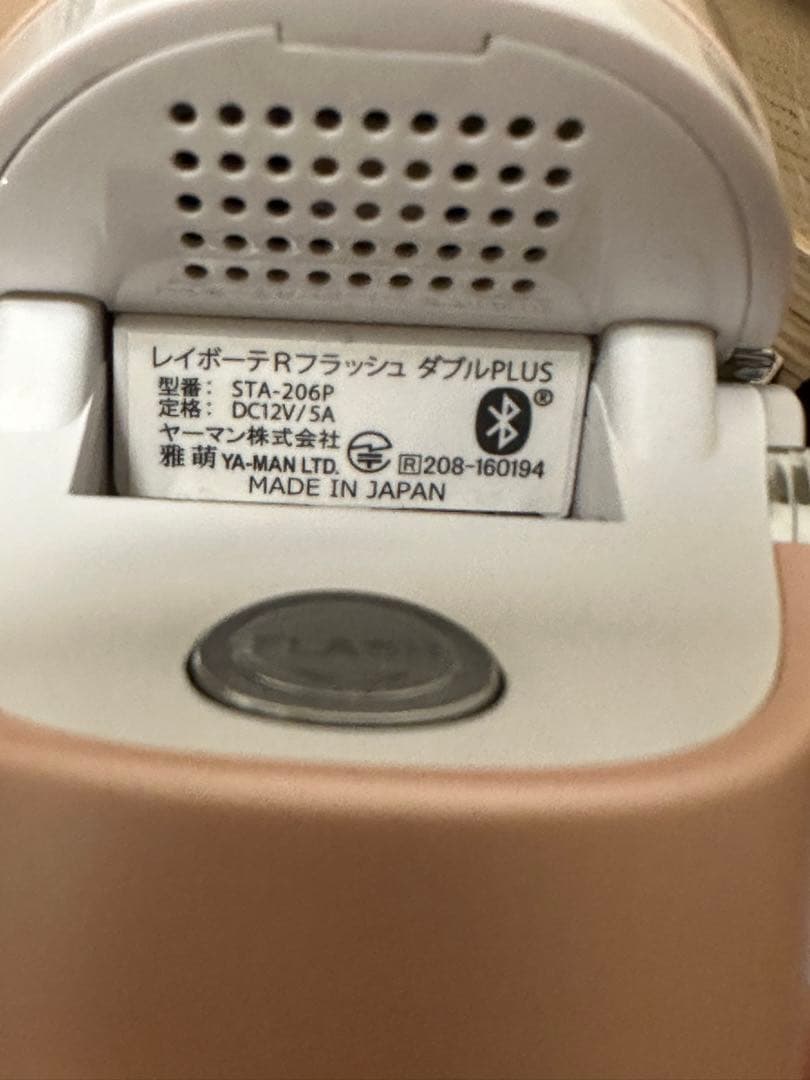 レイボーテRフラッシュ ダブルPLUS
型番: STA-206P
定格: DC12V/5A
ヤーマン株式会社
雅萌 YA-MAN LTD. R 208-160194
MADE IN JAPAN
FLASH